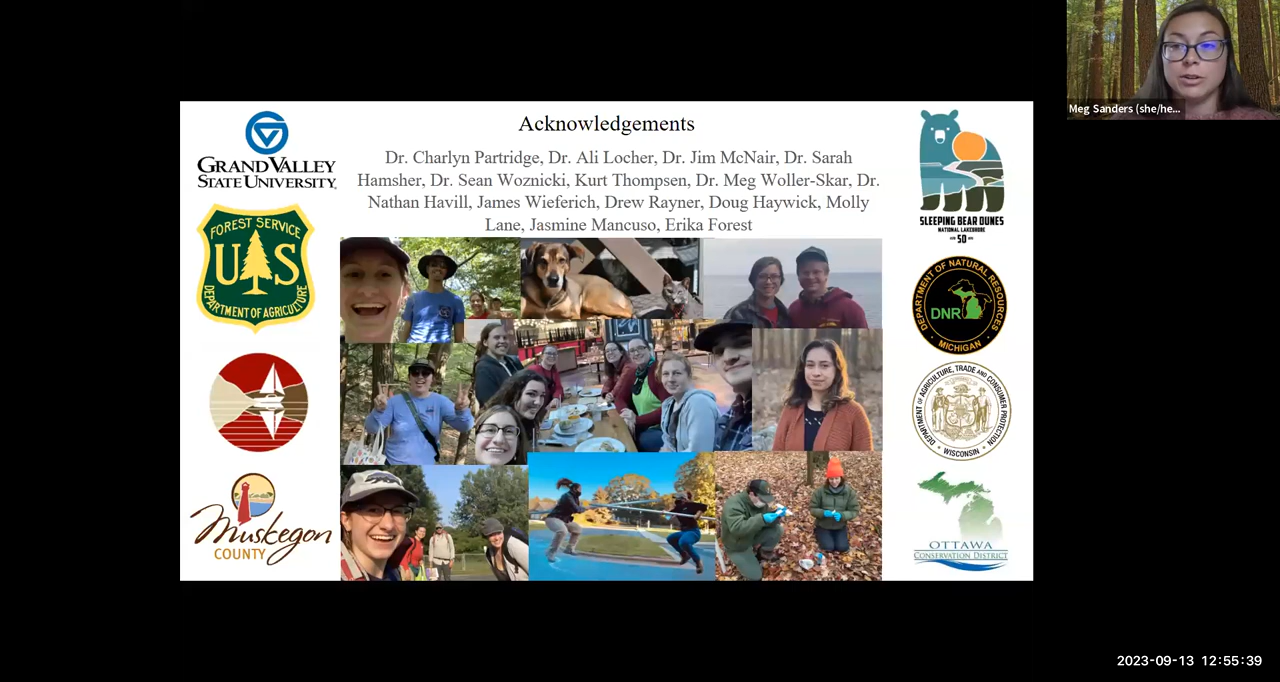 Acknowledgements
Dr. Charlyn Partridge, Dr. Ali Locher, Dr. Jim McNair, Dr. Sarah
Hamsher, Dr. Sean Woznicki, Kurt Thompsen, Dr. Meg Woller-Skar, Dr.
Nathan Havill, James Wieferich, Drew Rayner, Doug Haywick, Molly
Lane, Jasmine Mancuso, Erika Forest
GRAND VALLEY
STATE UNIVERSITY
FOREST SERVICE
U S
DEPARTMENT OF AGRICULTURE
Muskegon
COUNTY
SLEEPING BEAR DUNES
NATIONAL LAKESHORE
50
DEPARTMENT OF NATURAL RESOURCES
DNR
MICHIGAN
DEPARTMENT OF AGRICULTURE, TRADE AND CONSUMER PROTECTION
WISCONSIN
OTTAWA
CONSERVATION DISTRICT
Meg Sanders (she/he...
2023-09-13 12:55:39